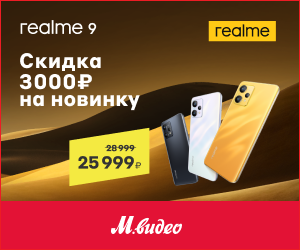 realme 9
realme
Скидка
3000₽
на новинку
28 999
25 999 ₽
М.видео